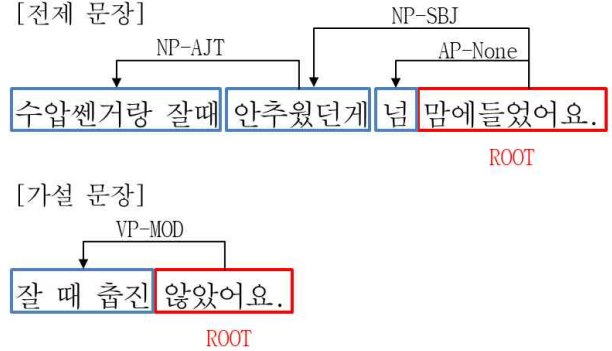 [전제 문장]
NP-SBJ
NP-AJT
AP-None
수압쎈거랑 잘때 안추웠던게 넘 맘에들었어요.
ROOT
[가설 문장]
VP-MOD
잘 때 춥진 않았어요.
ROOT